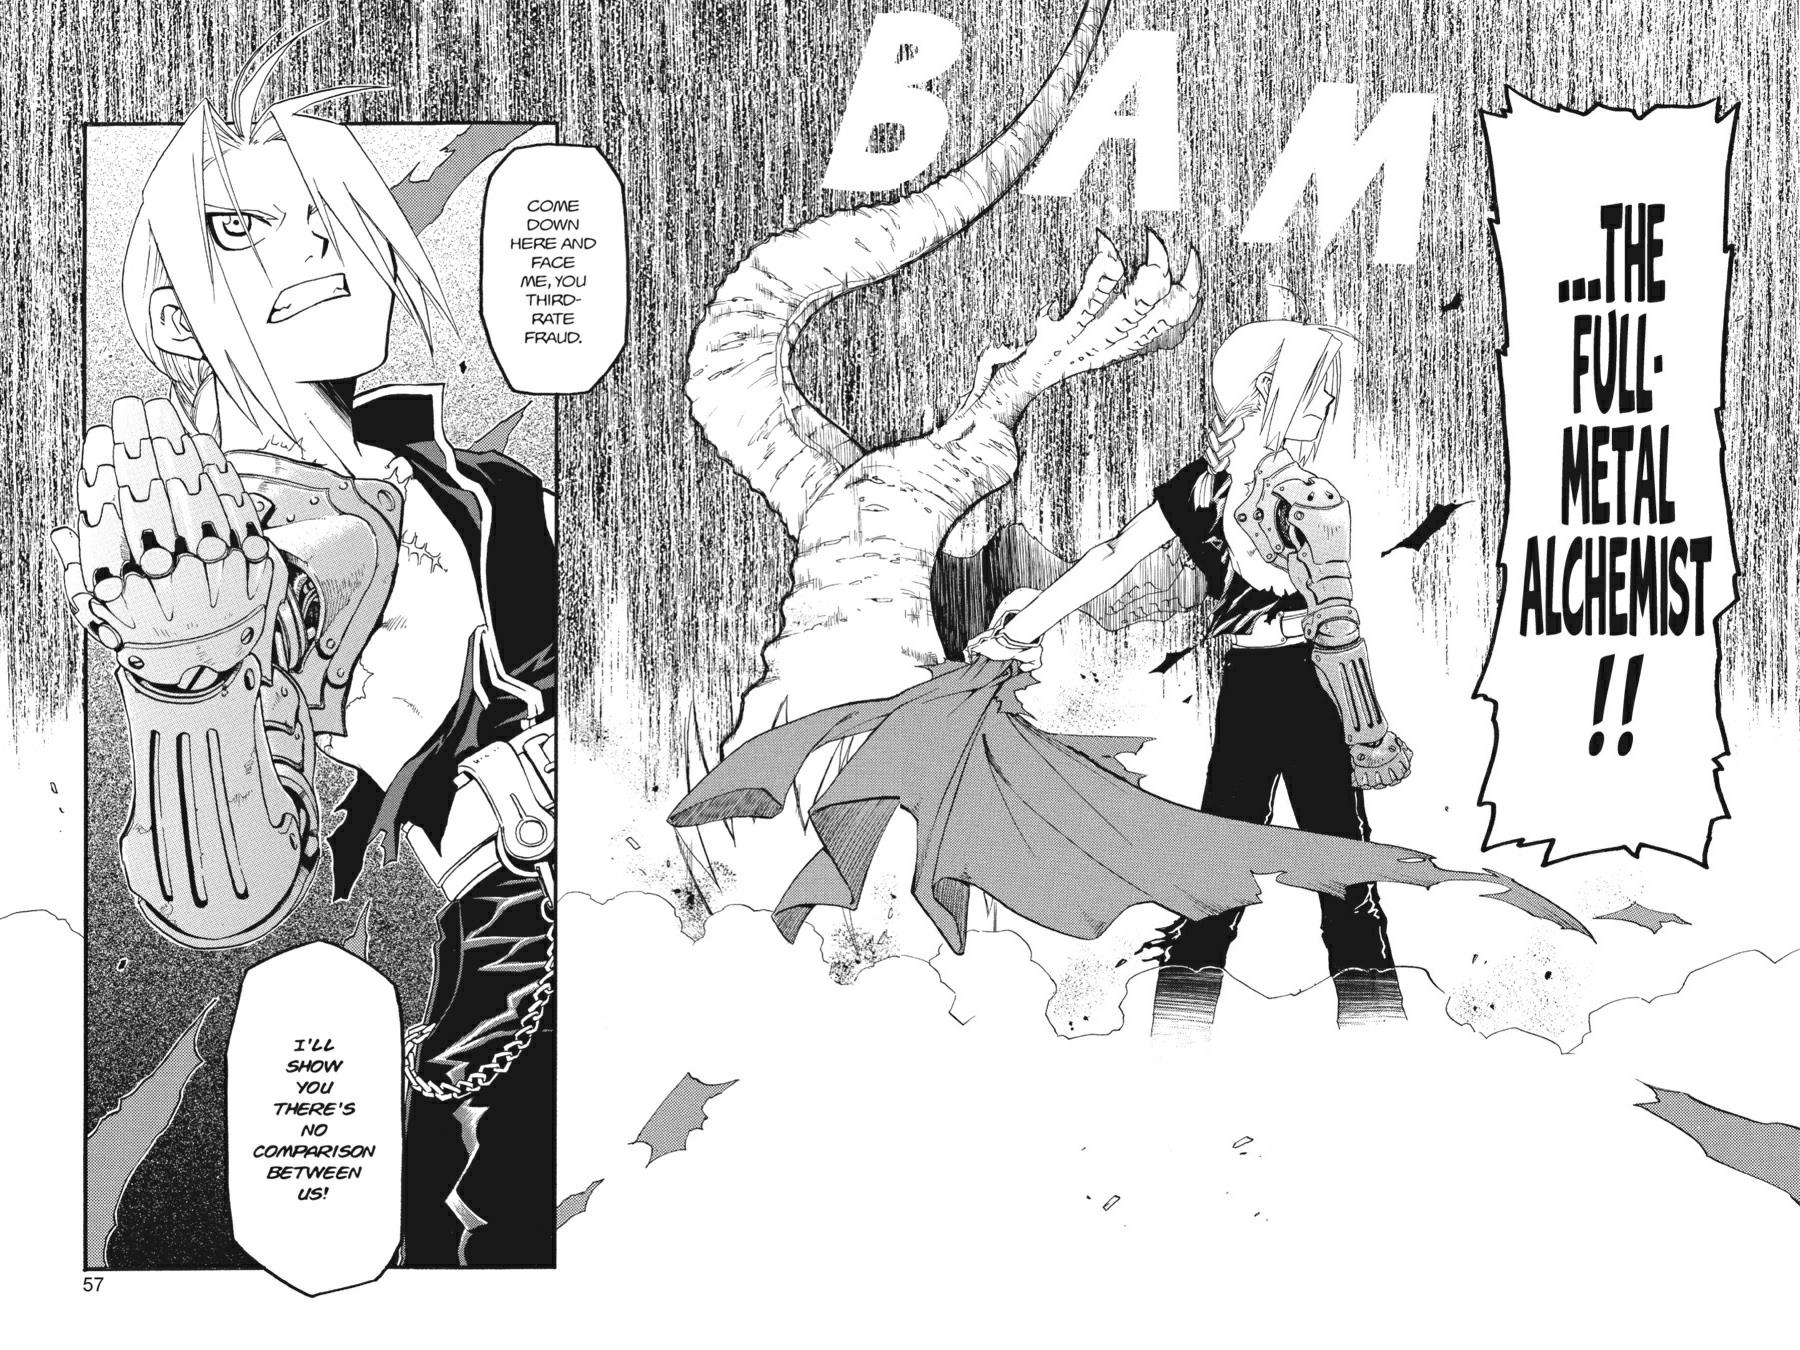 ...THE
FULL-
METAL
ALCHEMIST
!!
BAM
COME
DOWN
HERE AND
FACE
ME, YOU
THIRD-
RATE
FRAUD.
I'LL
SHOW
YOU
THERE'S
NO
COMPARISON
BETWEEN
US!
57